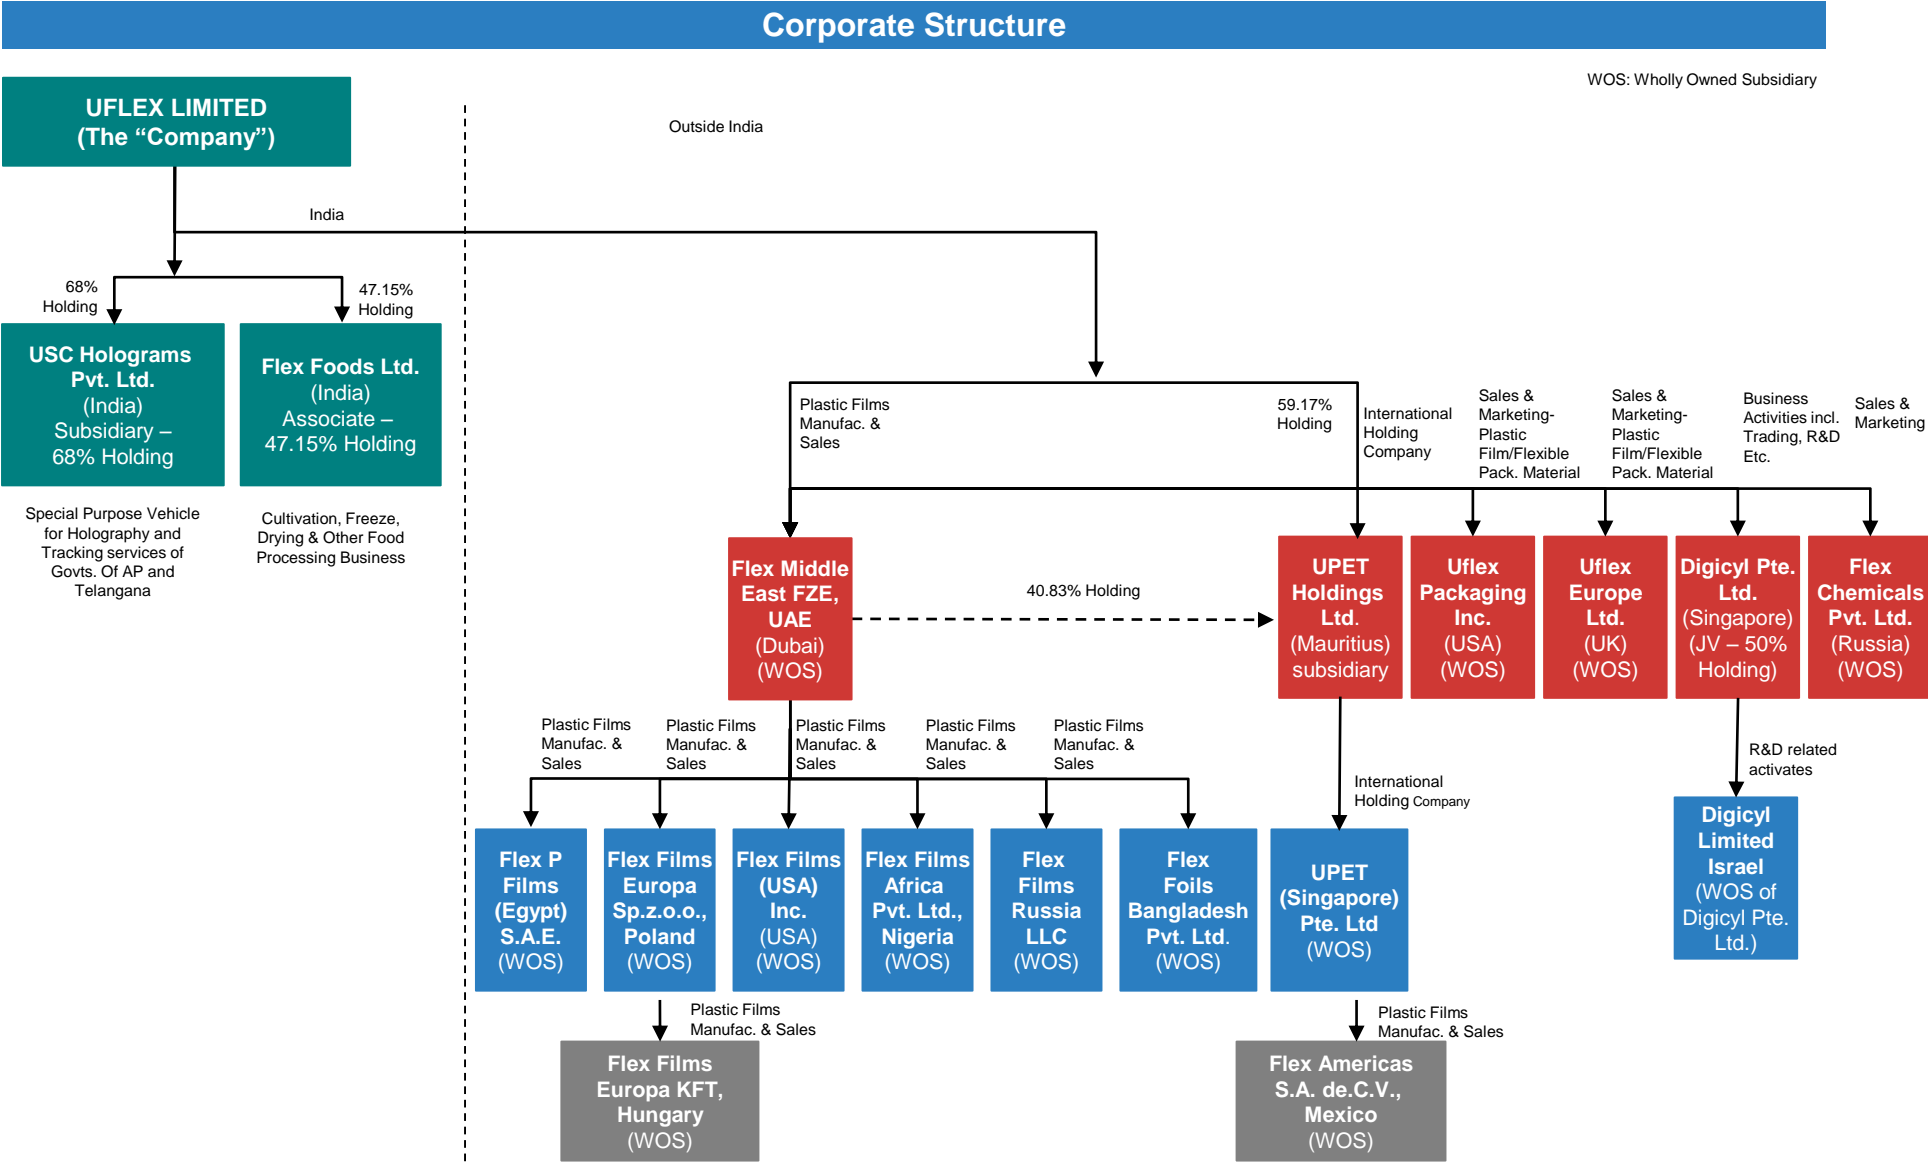 Corporate Structure
WOS: Wholly Owned Subsidiary
UFLEX LIMITED
(The “Company”)
Outside India
India
68%
Holding
47.15%
Holding
USC Holograms
Pvt. Ltd.
(India)
Subsidiary –
68% Holding
Flex Foods Ltd.
(India)
Associate –
47.15% Holding
Special Purpose Vehicle
for Holography and
Tracking services of
Govts. Of AP and
Telangana
Cultivation, Freeze,
Drying & Other Food
Processing Business
Plastic Films
Manufac. &
Sales
59.17%
Holding
International
Holding
Company
Sales &
Marketing-
Plastic
Film/Flexible
Pack. Material
Sales &
Marketing-
Plastic
Film/Flexible
Pack. Material
Business
Activities incl.
Trading, R&D
Etc.
Sales &
Marketing
Flex Middle
East FZE,
UAE
(Dubai)
(WOS)
40.83% Holding
UPET
Holdings
Ltd.
(Mauritius)
subsidiary
Uflex
Packaging
Inc.
(USA)
(WOS)
Uflex
Europe
Ltd.
(UK)
(WOS)
Digicyl Pte.
Ltd.
(Singapore)
(JV – 50%
Holding)
Flex
Chemicals
Pvt. Ltd.
(Russia)
(WOS)
Plastic Films
Manufac. &
Sales
Plastic Films
Manufac. &
Sales
Plastic Films
Manufac. &
Sales
Plastic Films
Manufac. &
Sales
Plastic Films
Manufac. &
Sales
International
Holding Company
R&D related
activates
Flex P
Films
(Egypt)
S.A.E.
(WOS)
Flex Films
Europa
Sp.z.o.o.,
Poland
(WOS)
Flex Films
(USA)
Inc.
(USA)
(WOS)
Flex Films
Africa
Pvt. Ltd.,
Nigeria
(WOS)
Flex
Films
Russia
LLC
(WOS)
Flex
Foils
Bangladesh
Pvt. Ltd.
(WOS)
UPET
(Singapore)
Pte. Ltd
(WOS)
Digicyl
Limited
Israel
(WOS of
Digicyl Pte.
Ltd.)
Plastic Films
Manufac. & Sales
Plastic Films
Manufac. & Sales
Flex Films
Europa KFT,
Hungary
(WOS)
Flex Americas
S.A. de.C.V.,
Mexico
(WOS)